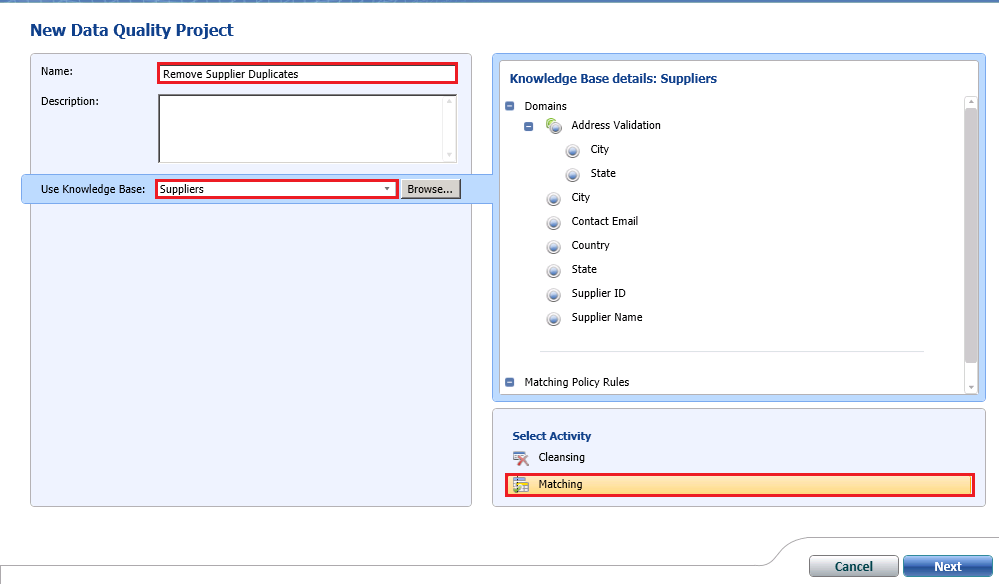 New Data Quality Project
Name:
Remove Supplier Duplicates
Description:
Use Knowledge Base:
Suppliers
Browse...
Knowledge Base details: Suppliers
Domains
Address Validation
City
State
City
Contact Email
Country
State
Supplier ID
Supplier Name
Matching Policy Rules
Select Activity
Cleansing
Matching
Cancel
Next